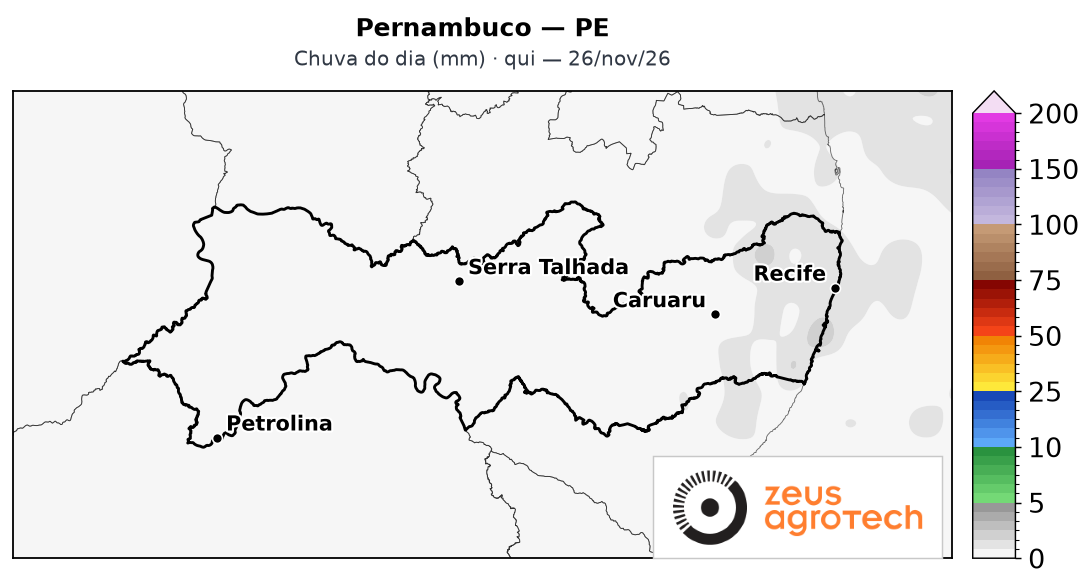 Pernambuco — PE
Chuva do dia (mm) · qui — 26/nov/26
200
150
100
75
50
25
10
5
0
Serra Talhada
Recife
Caruaru
Petrolina
zeus
agrotech